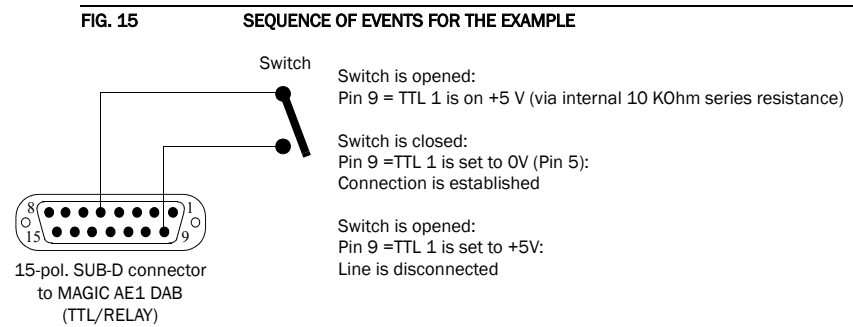 FIG. 15 SEQUENCE OF EVENTS FOR THE EXAMPLE
Switch
Switch is opened:
Pin 9 = TTL 1 is on +5 V (via internal 10 KOhm series resistance)
Switch is closed:
Pin 9 =TTL 1 is set to 0V (Pin 5):
Connection is established
Switch is opened:
Pin 9 =TTL 1 is set to +5V:
Line is disconnected
8 1
15 9
15-pol. SUB-D connector
to MAGIC AE1 DAB
(TTL/RELAY)